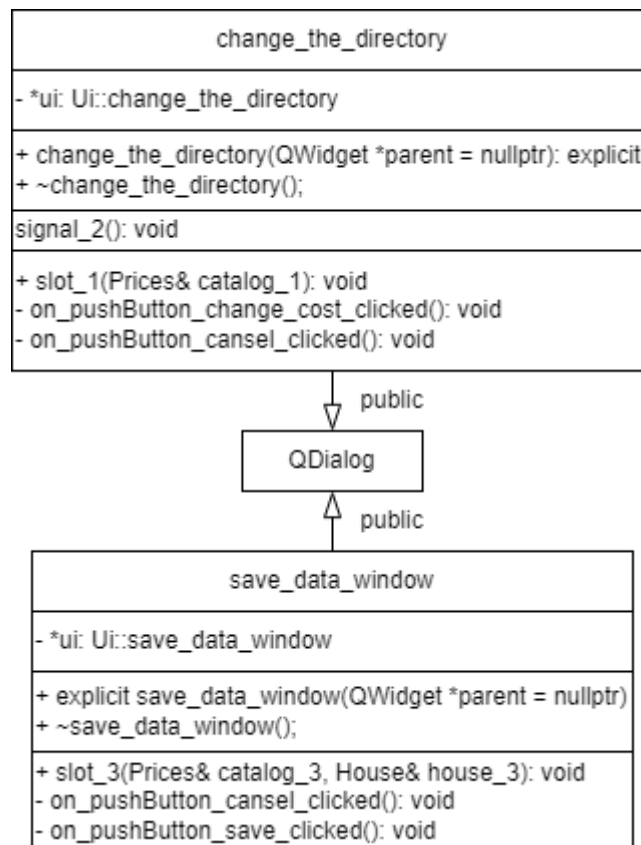 change_the_directory
- *ui: Ui::change_the_directory
+ change_the_directory(QWidget *parent = nullptr): explicit
+ ~change_the_directory();
signal_2(): void
+ slot_1(Prices& catalog_1): void
- on_pushButton_change_cost_clicked(): void
- on_pushButton_cansel_clicked(): void
public
QDialog
public
save_data_window
- *ui: Ui::save_data_window
+ explicit save_data_window(QWidget *parent = nullptr)
+ ~save_data_window();
+ slot_3(Prices& catalog_3, House& house_3): void
- on_pushButton_cansel_clicked(): void
- on_pushButton_save_clicked(): void